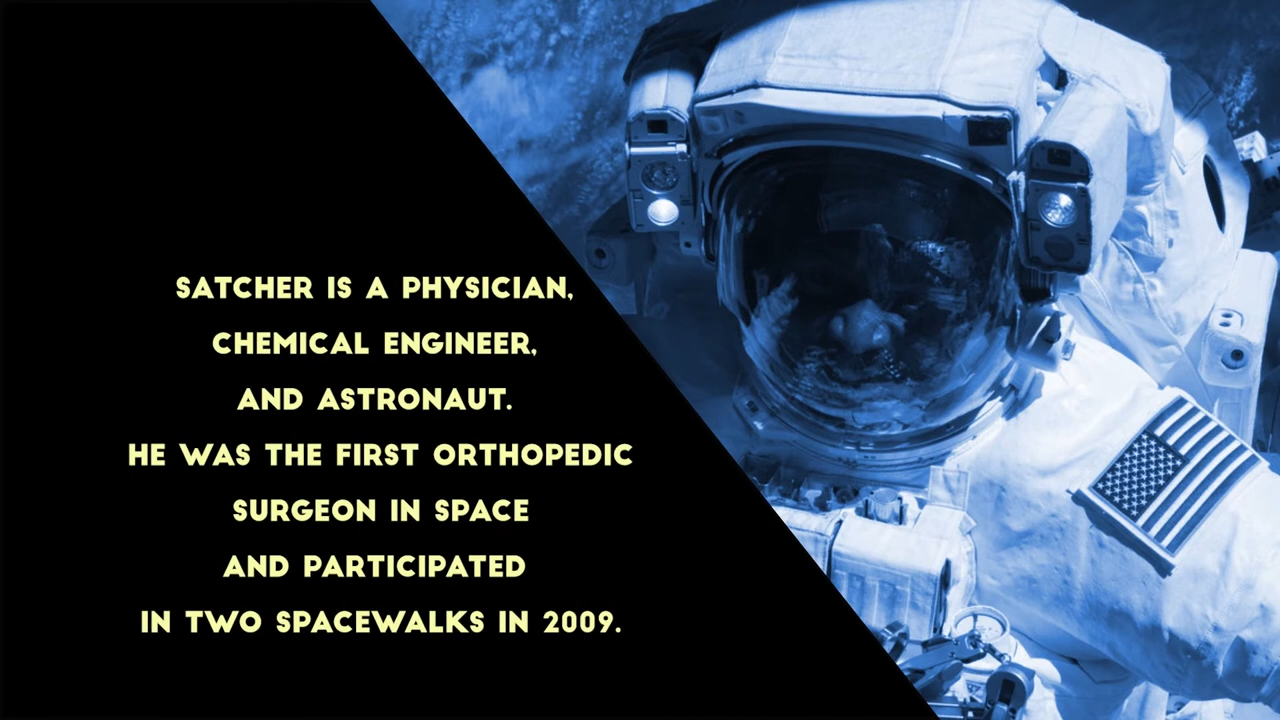 SATCHER IS A PHYSICIAN,
CHEMICAL ENGINEER,
AND ASTRONAUT.
HE WAS THE FIRST ORTHOPEDIC
SURGEON IN SPACE
AND PARTICIPATED
IN TWO SPACEWALKS IN 2009.